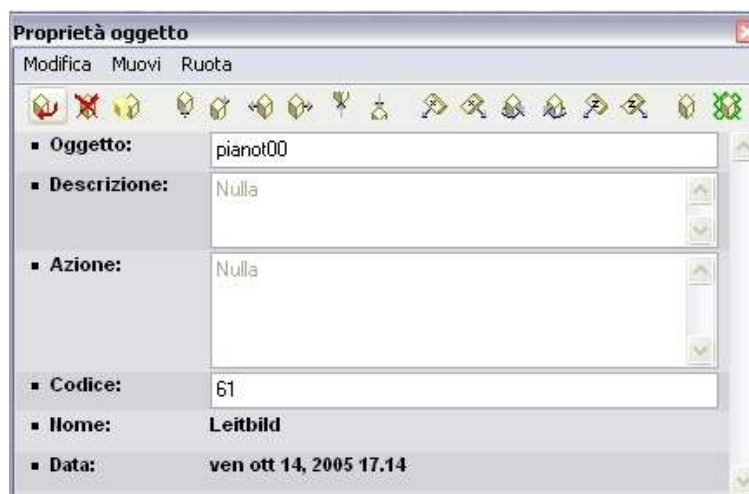 Proprietà oggetto
Modifica Muovi Ruota
Oggetto: pianot00
Descrizione: Nulla
Azione: Nulla
Codice: 61
Nome: Leitbild
Data: ven ott 14, 2005 17.14